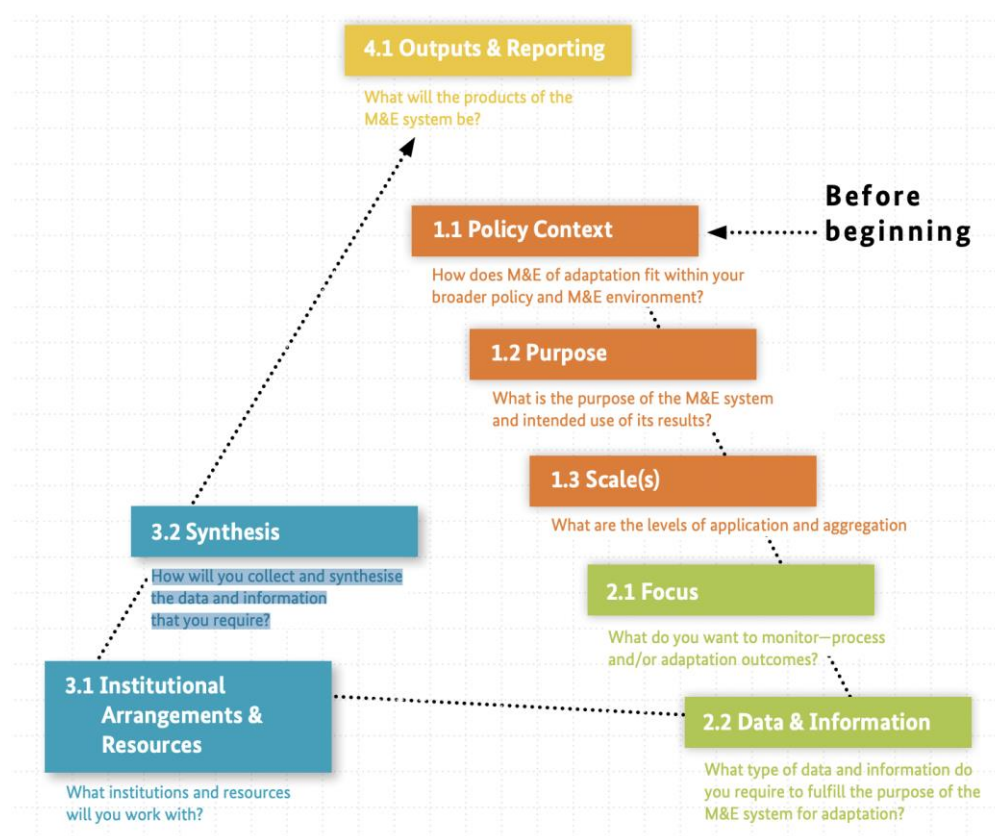 4.1 Outputs & Reporting
What will the products of the
M&E system be?
Before
beginning
1.1 Policy Context
How does M&E of adaptation fit within your
broader policy and M&E environment?
1.2 Purpose
What is the purpose of the M&E system
and intended use of its results?
1.3 Scale(s)
What are the levels of application and aggregation
3.2 Synthesis
How will you collect and synthesise
the data and information
that you require?
2.1 Focus
What do you want to monitor—process
and/or adaptation outcomes?
3.1 Institutional
Arrangements &
Resources
What institutions and resources
will you work with?
2.2 Data & Information
What type of data and information do
you require to fulfill the purpose of the
M&E system for adaptation?